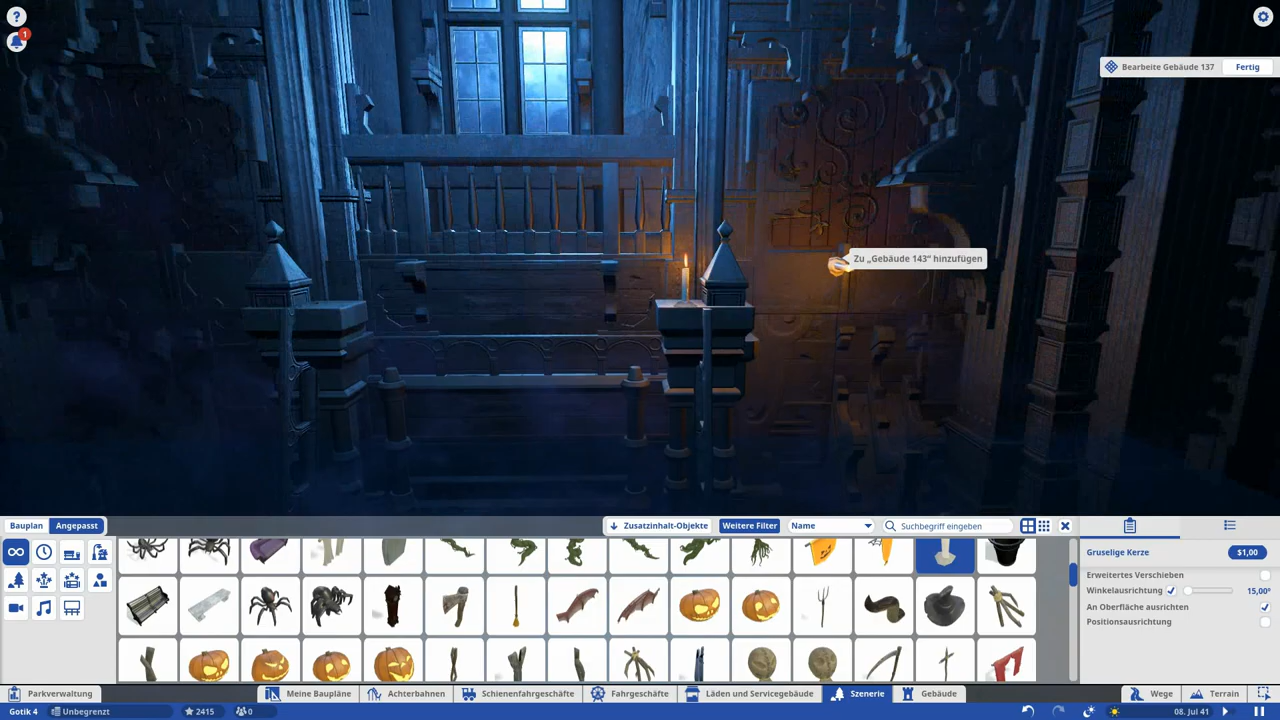 ?
1
Bearbeite Gebäude 137
Fertig
Zu „Gebäude 143“ hinzufügen
Bauplan
Angepasst
Zusatzinhalt-Objekte
Weitere Filter
Name
Suchbegriff eingeben
Gruselige Kerze
$1,00
Erweitertes Verschieben
Winkelausrichtung
15,00°
An Oberfläche ausrichten
Positionsausrichtung
Parkverwaltung
Meine Baupläne
Achterbahnen
Schienenfahrgeschäfte
Fahrgeschäfte
Läden und Servicegebäude
Szenerie
Gebäude
Wege
Terrain
Gotik 4
Unbegrenzt
2415
0
08. Jul 41